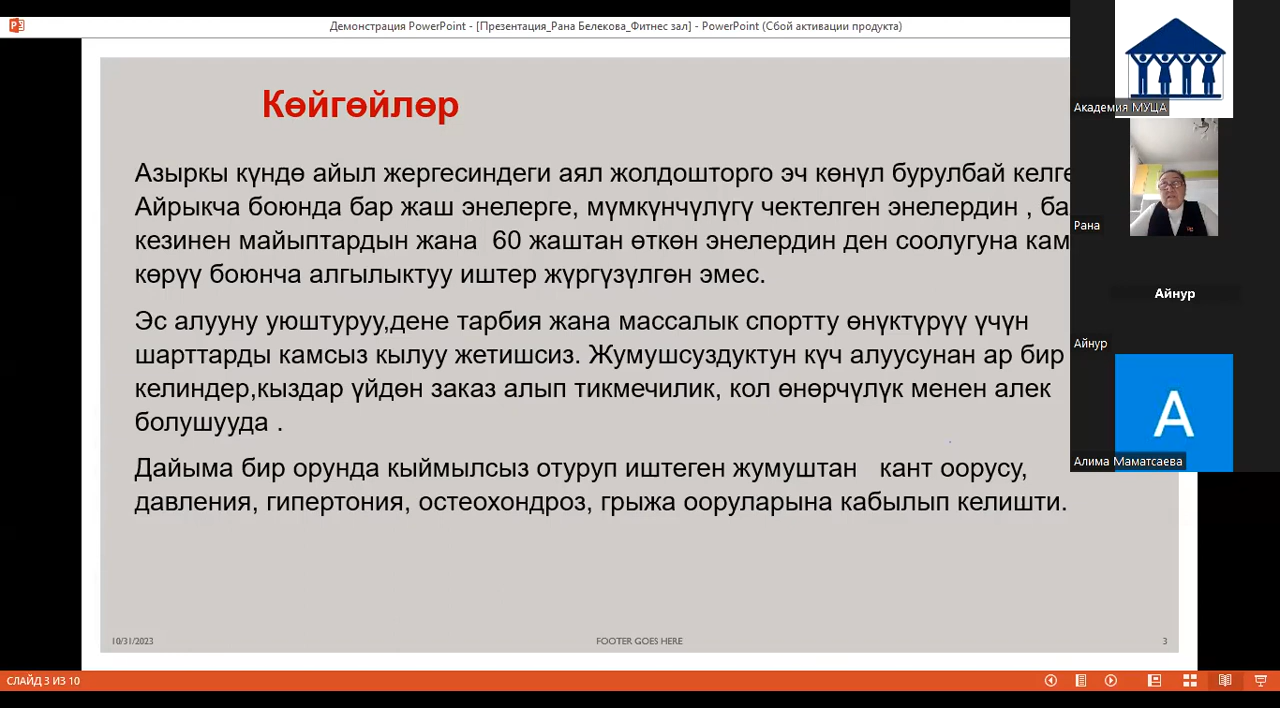 Демонстрация PowerPoint - [Презентация_Рана Белекова_Фитнес зал] - PowerPoint (Сбой активации продукта)
Көйгөйлөр
Азыркы күндө айыл жергесиндеги аял жолдошторго эч көнүл бурулбай
Айрыкча боюнда бар жаш энелерге, мүмкүнчүлүгү чектелген энелердин ,
кезинен майыптардын жана 60 жаштан өткөн энелердин ден соолугуна
көрүү боюнча алгылыктуу иштер жүргүзүлгөн эмес.
Эс алууну уюштуруу,дене тарбия жана массалык спортту өнүктүрүү үчүн
шарттарды камсыз кылуу жетишсиз. Жумушсуздуктун күч алуусунан ар бир
келиндер,кыздар үйдөн заказ алып тикмечилик, кол өнөрчүлүк менен алек
болушууда .
Дайыма бир орунда кыймылсыз отуруп иштеген жумуштан кант оорусу,
давления, гипертония, остеохондроз, грыжа ооруларына кабылып келишти.
10/31/2023
FOOTER GOES HERE
3
СЛАЙД 3 ИЗ 10
Академия МУЦА
Рана
Айнур
Айнур
А
Алима Маматсаева